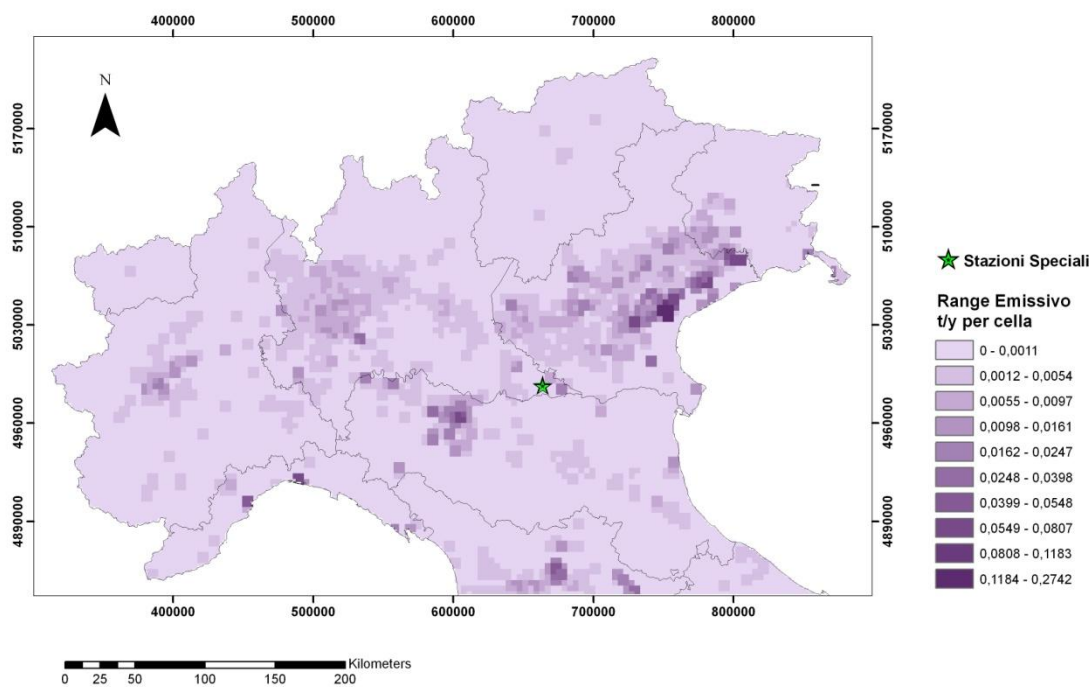 400000 500000 600000 700000 800000
N
5170000 5170000
5100000 5100000
5030000 5030000
4960000 4960000
4890000 4890000
400000 500000 600000 700000 800000
Kilometers
0 25 50 100 150 200
Stazioni Speciali
Range Emissivo
t/y per cella
0 - 0,0011
0,0012 - 0,0054
0,0055 - 0,0097
0,0098 - 0,0161
0,0162 - 0,0247
0,0248 - 0,0398
0,0399 - 0,0548
0,0549 - 0,0807
0,0808 - 0,1183
0,1184 - 0,2742